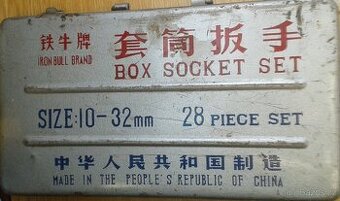 铁牛牌 套筒扳手
IRON BULL BRAND BOX SOCKET SET
SIZE:10-32mm 28 PIECE SET
中华人民共和国制造
MADE IN THE PEOPLE'S REPUBLIC OF CHINA